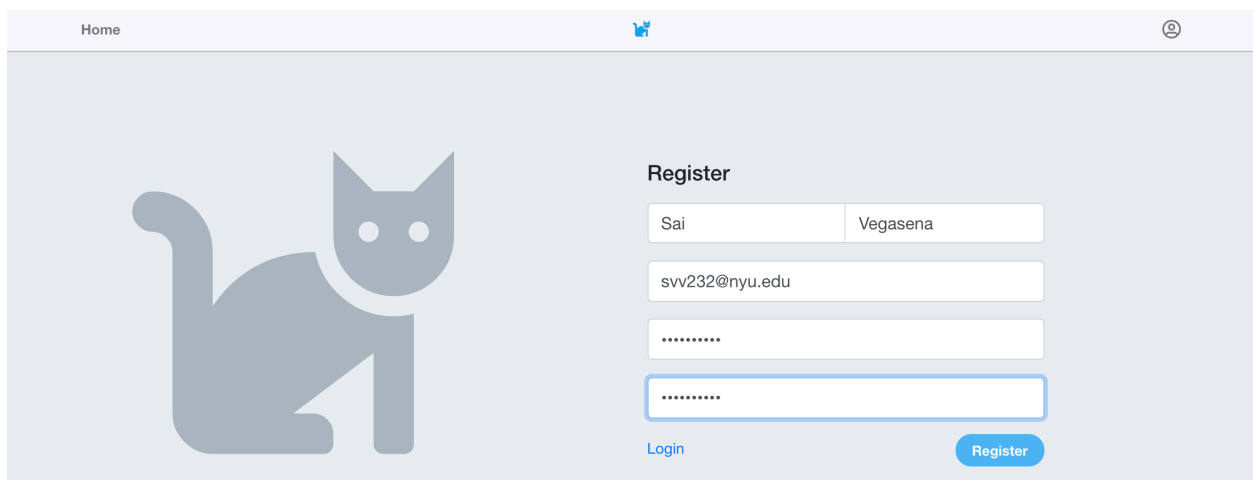 Home
Register
Sai Vegasena
svv232@nyu.edu
••••••••••
••••••••••
Login Register